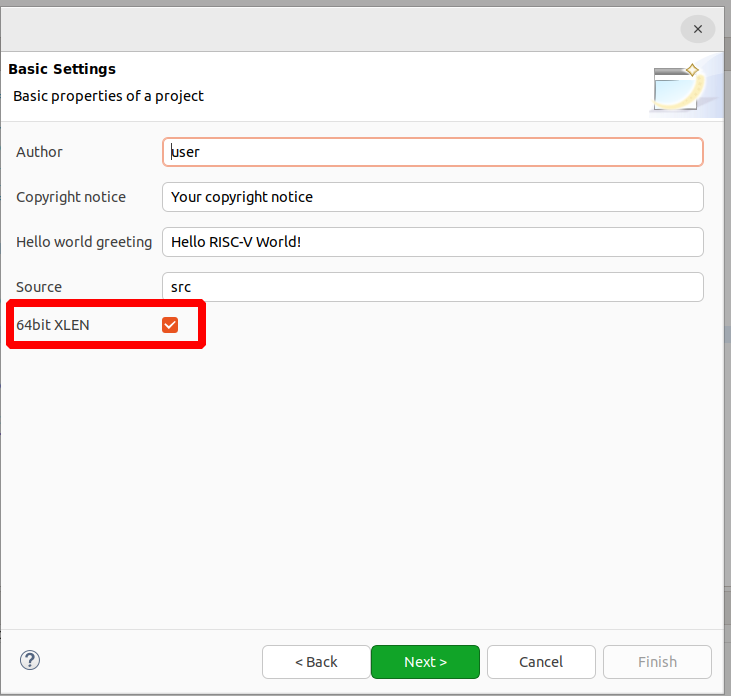 Basic Settings
Basic properties of a project
Author user
Copyright notice Your copyright notice
Hello world greeting Hello RISC-V World!
Source src
64bit XLEN
? < Back Next > Cancel Finish